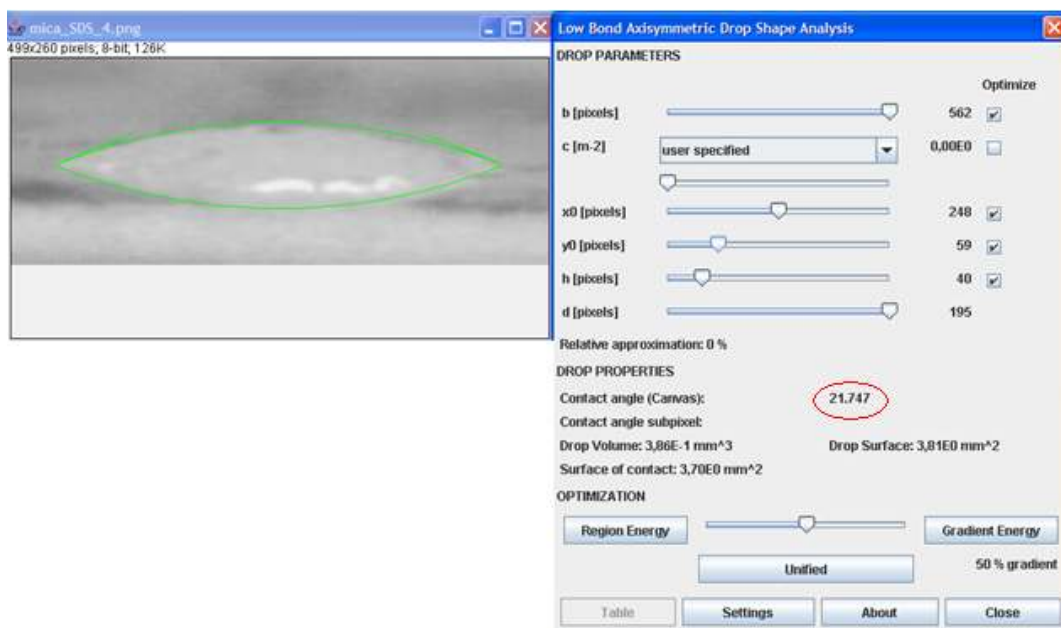 mica_SDS_4.png
499x260 pixels; 8-bit; 126K
Low Bond Axisymmetric Drop Shape Analysis
DROP PARAMETERS
Optimize
b [pixels] 562
c [m-2] user specified 0,00E0
x0 [pixels] 248
y0 [pixels] 59
h [pixels] 40
d [pixels] 195
Relative approximation: 0 %
DROP PROPERTIES
Contact angle (Canvas): 21.747
Contact angle subpixel:
Drop Volume: 3,86E-1 mm^3 Drop Surface: 3,81E0 mm^2
Surface of contact: 3,70E0 mm^2
OPTIMIZATION
Region Energy Gradient Energy
Unified 50 % gradient
Table Settings About Close